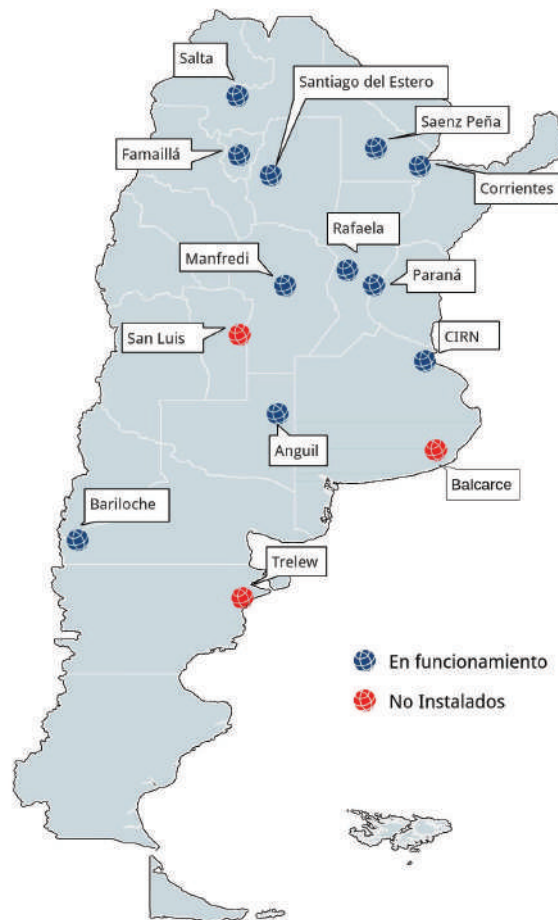 Salta
Santiago del Estero
Saenz Peña
Famaillá
Corrientes
Rafaela
Manfredi
Paraná
San Luis
CIRN
Anguil
Balcarce
Bariloche
Trelew
En funcionamiento
No Instalados